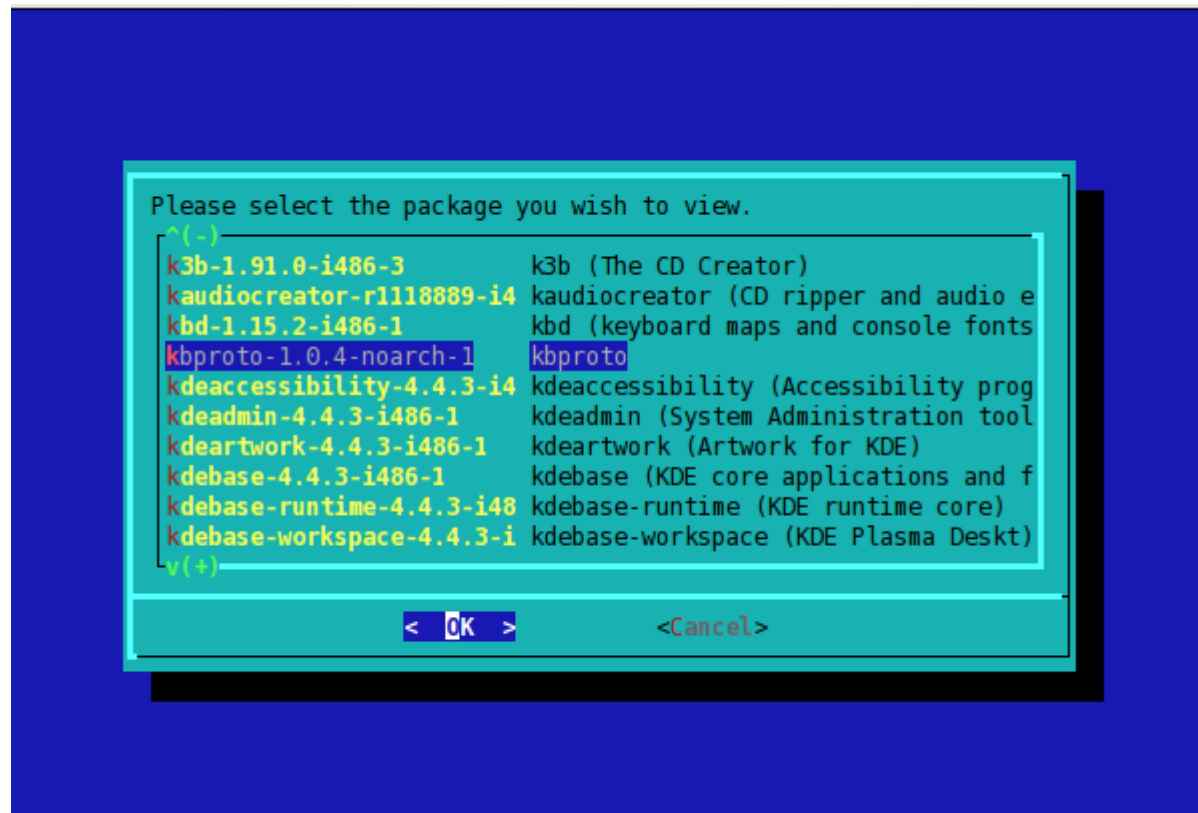 Please select the package you wish to view.
^(-)
k3b-1.91.0-i486-3 k3b (The CD Creator)
kaudiocreator-r1118889-i4 kaudiocreator (CD ripper and audio e
kbd-1.15.2-i486-1 kbd (keyboard maps and console fonts
kbproto-1.0.4-noarch-1 kbproto
kdeaccessibility-4.4.3-i4 kdeaccessibility (Accessibility prog
kdeadmin-4.4.3-i486-1 kdeadmin (System Administration tool
kdeartwork-4.4.3-i486-1 kdeartwork (Artwork for KDE)
kdebase-4.4.3-i486-1 kdebase (KDE core applications and f
kdebase-runtime-4.4.3-i48 kdebase-runtime (KDE runtime core)
kdebase-workspace-4.4.3-i kdebase-workspace (KDE Plasma Deskt)
v(+)
< OK > <Cancel>